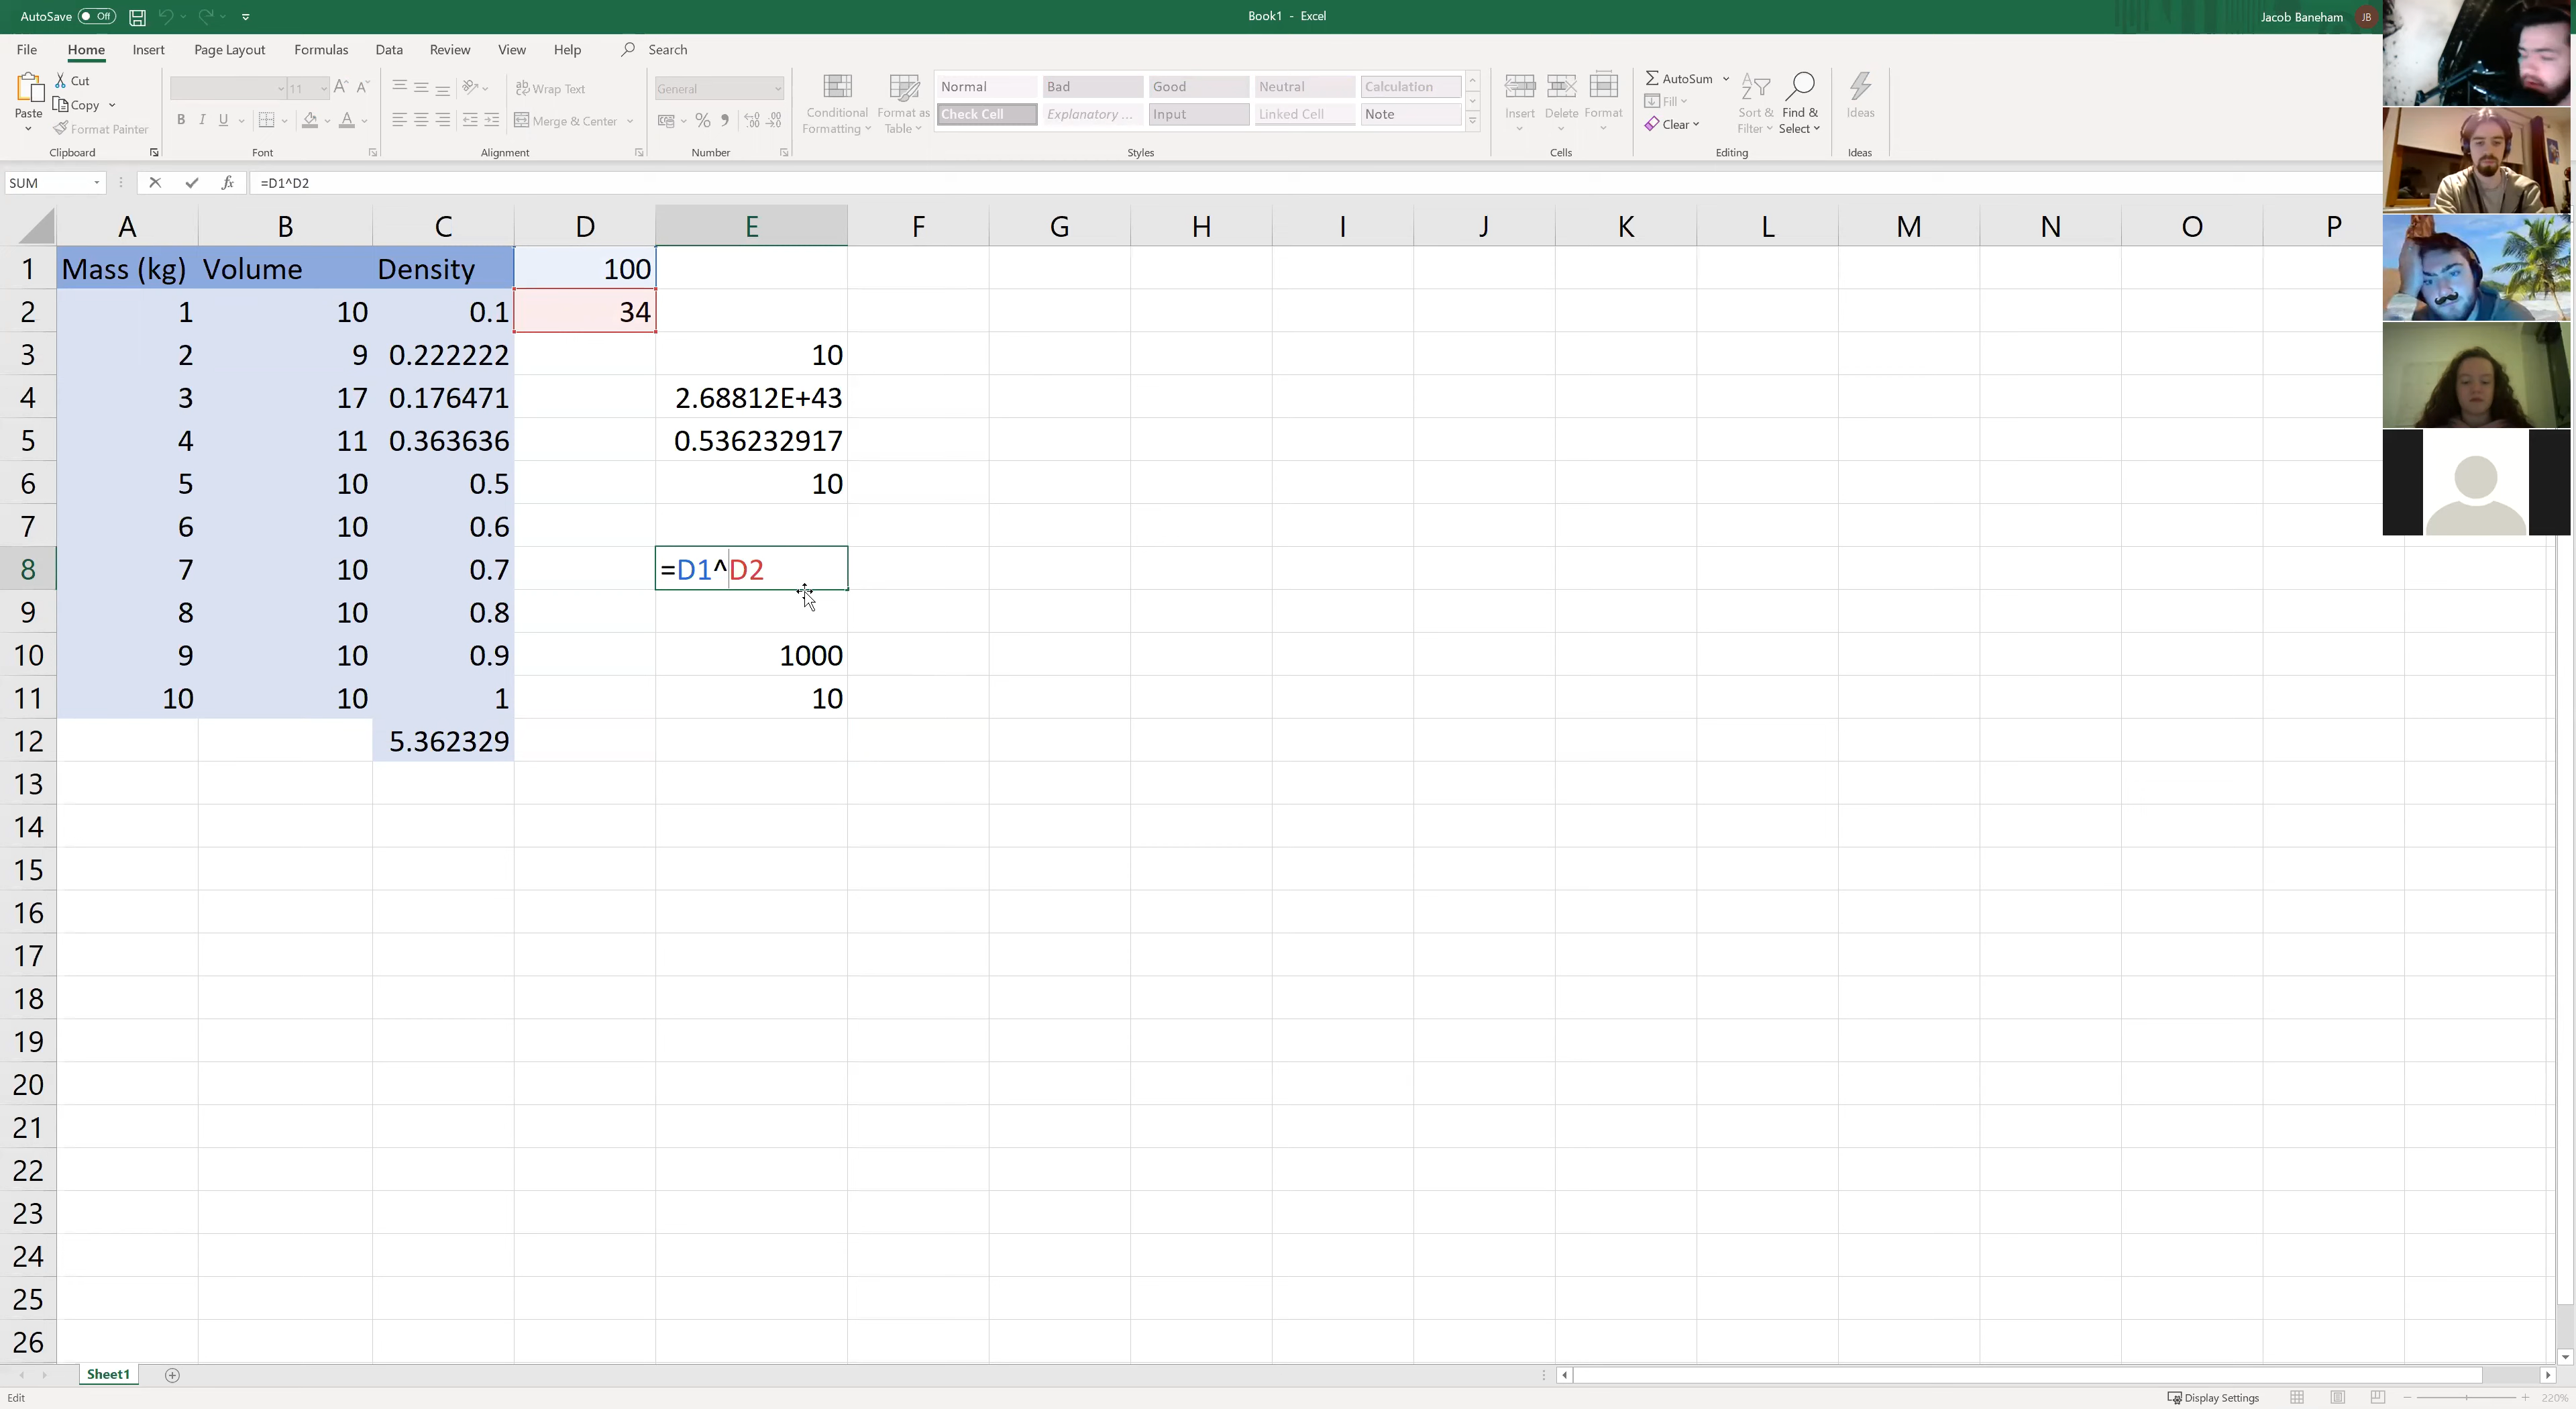 AutoSave Off
Book1 - Excel
Jacob Baneham JB
File Home Insert Page Layout Formulas Data Review View Help Search
Paste
Cut
Copy
Format Painter
Clipboard
11
B I U
Font
Wrap Text
Merge & Center
Alignment
General
Number
Conditional Formatting
Format as Table
Normal Bad Good Neutral Calculation
Check Cell Explanatory ... Input Linked Cell Note
Styles
Insert Delete Format
Cells
AutoSum
Fill
Clear
Sort & Filter
Find & Select
Editing
Ideas
Ideas
SUM fx =D1^D2
A B C D E F G H I J K L M N O P
1 Mass (kg) Volume Density 100
2 1 10 0.1 34
3 2 9 0.222222 10
4 3 17 0.176471 2.68812E+43
5 4 11 0.363636 0.536232917
6 5 10 0.5 10
7 6 10 0.6
8 7 10 0.7 =D1^D2
9 8 10 0.8
10 9 10 0.9 1000
11 10 10 1 10
12 5.362329
13
14
15
16
17
18
19
20
21
22
23
24
25
26
Sheet1
Edit
Display Settings 220%